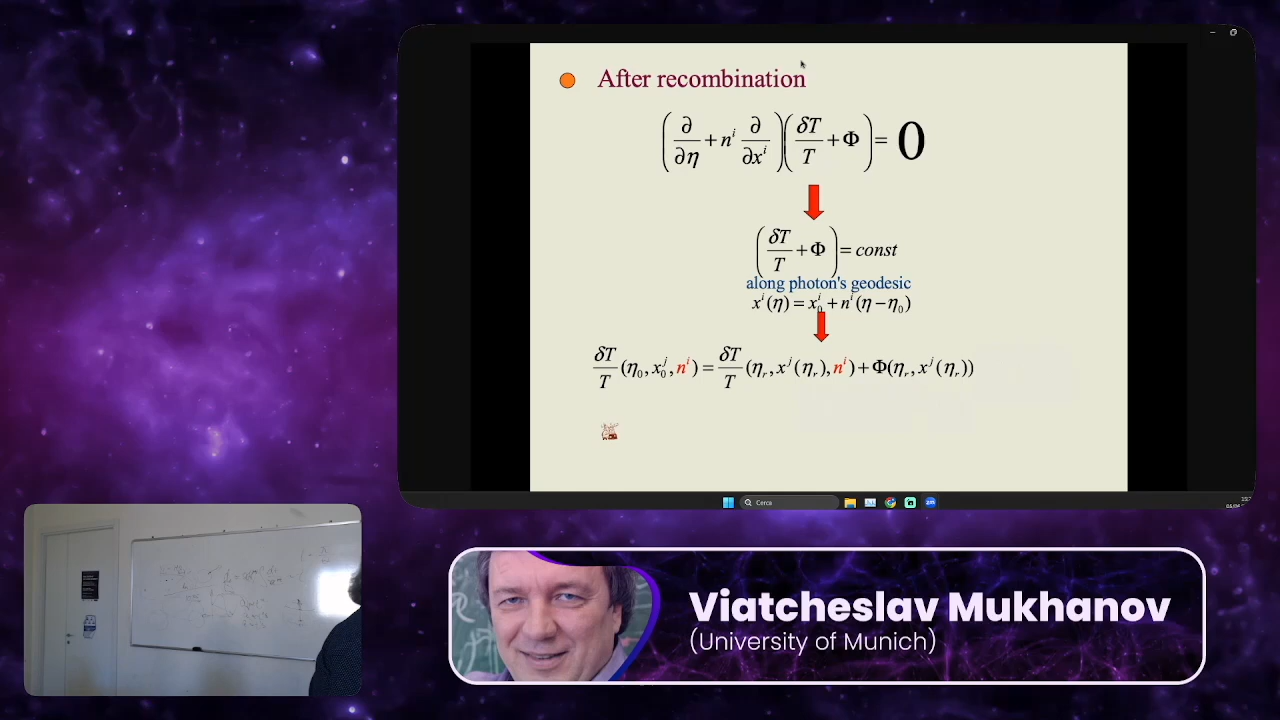 After recombination
(∂/∂η + nⁱ ∂/∂xⁱ)(δT/T + Φ) = 0
(δT/T + Φ) = const
along photon's geodesic
xⁱ(η) = x₀ⁱ + nⁱ(η − η₀)
δT/T (η₀, x₀ʲ, nⁱ) = δT/T (ηᵣ, xʲ(ηᵣ), nⁱ) + Φ(ηᵣ, xʲ(ηᵣ))
Cerca
Viatcheslav Mukhanov
(University of Munich)